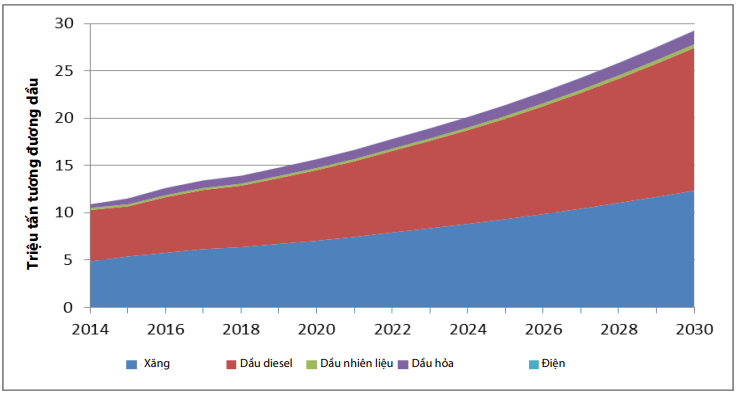 30
25
20
15
10
5
0
Triệu tấn tương đương dầu
2014 2016 2018 2020 2022 2024 2026 2028 2030
Xăng Dầu diesel Dầu nhiên liệu Dầu hỏa Điện